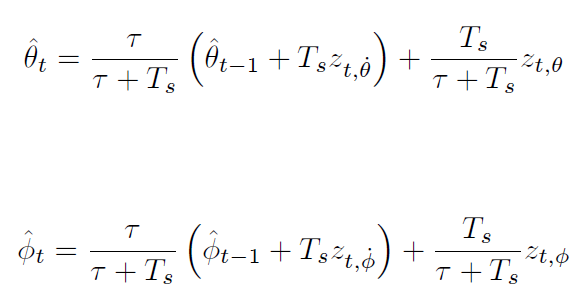 \hat{\theta}_t = \frac{\tau}{\tau + T_s} \left( \hat{\theta}_{t-1} + T_s z_{t,\dot{\theta}} \right) + \frac{T_s}{\tau + T_s} z_{t,\theta}
\hat{\phi}_t = \frac{\tau}{\tau + T_s} \left( \hat{\phi}_{t-1} + T_s z_{t,\dot{\phi}} \right) + \frac{T_s}{\tau + T_s} z_{t,\phi}